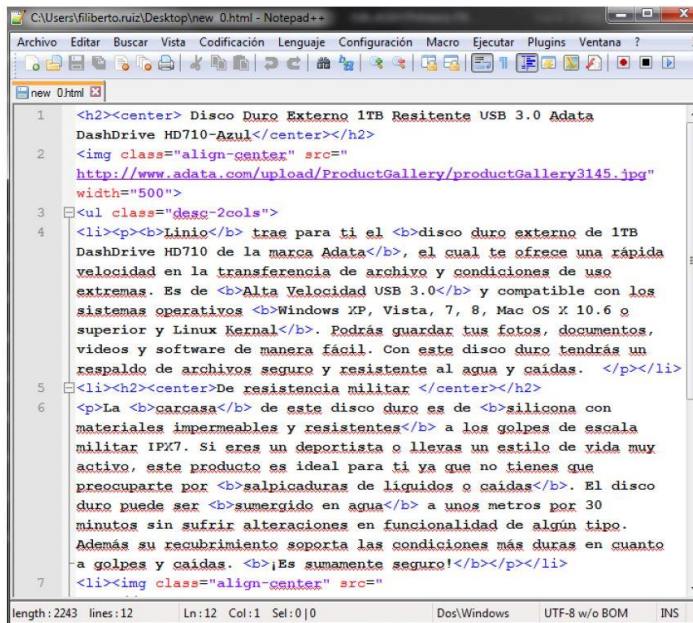 C:\Users\filiberto.ruiz\Desktop\new 0.html - Notepad++
Archivo Editar Buscar Vista Codificación Lenguaje Configuración Macro Ejecutar Plugins Ventana ?
new 0.html
1 <h2><center> Disco Duro Externo 1TB Resitente USB 3.0 Adata
DashDrive HD710-Azul</center></h2>
2 <img class="align-center" src="
http://www.adata.com/upload/ProductGallery/productGallery3145.jpg"
width="500">
3 <ul class="desc-2cols">
4 <li><p><b>Linio</b> trae para ti el <b>disco duro externo de 1TB
DashDrive HD710 de la marca Adata</b>, el cual te ofrece una rápida
velocidad en la transferencia de archivo y condiciones de uso
extremas. Es de <b>Alta Velocidad USB 3.0</b> y compatible con los
sistemas operativos <b>Windows XP, Vista, 7, 8, Mac OS X 10.6 o
superior y Linux Kernal</b>. Podrás guardar tus fotos, documentos,
videos y software de manera fácil. Con este disco duro tendrás un
respaldo de archivos seguro y resistente al agua y caídas.  </p></li>
5 <li><h2><center>De resistencia militar </center></h2>
6 <p>La <b>carcasa</b> de este disco duro es de <b>silicona con
materiales impermeables y resistentes</b> a los golpes de escala
militar IPX7. Si eres un deportista o llevas un estilo de vida muy
activo, este producto es ideal para ti ya que no tienes que
preocuparte por <b>salpicaduras de líquidos o caídas</b>. El disco
duro puede ser <b>sumergido en agua</b> a unos metros por 30
minutos sin sufrir alteraciones en funcionalidad de algún tipo.
Además su recubrimiento soporta las condiciones más duras en cuanto
a golpes y caídas. <b>¡Es sumamente seguro!</b></p></li>
7 <li><img class="align-center" src="
length : 2243 lines : 12 Ln : 12 Col : 1 Sel : 0 | 0 Dos\Windows UTF-8 w/o BOM INS